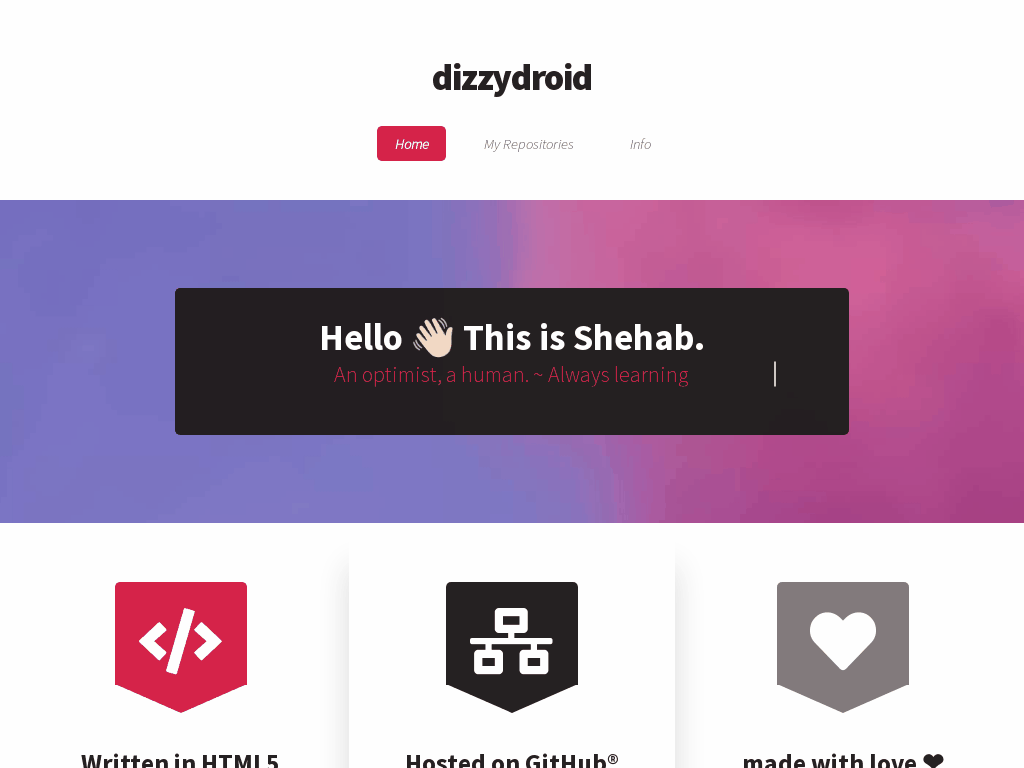 dizzydroid
Home My Repositories Info
Hello 👋🏻 This is Shehab.
An optimist, a human. ~ Always learning
Written in HTML5 Hosted on GitHub® made with love ❤